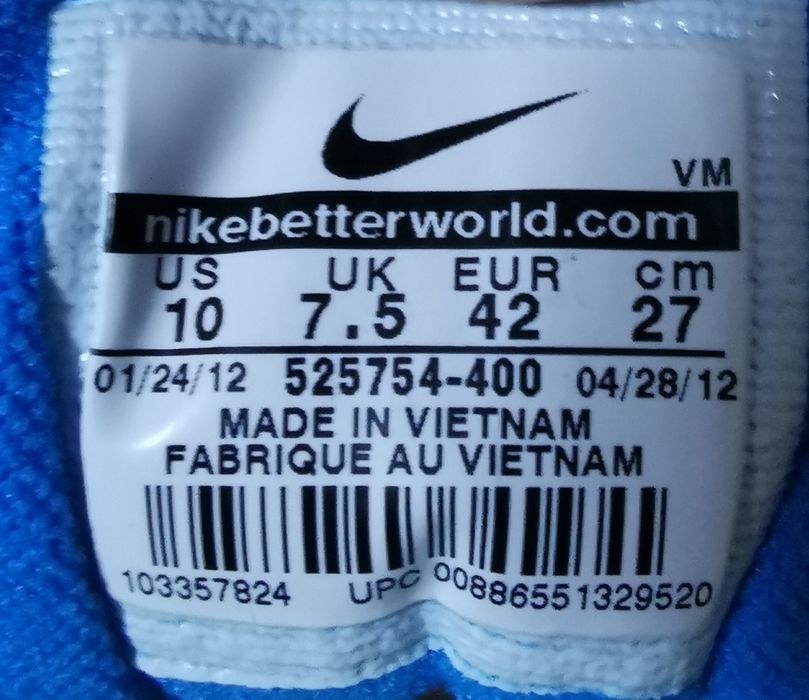 VM
nikebetterworld.com
US UK EUR cm
10 7.5 42 27
01/24/12 525754-400 04/28/12
MADE IN VIETNAM
FABRIQUE AU VIETNAM
103357824 UPC 00886551329520